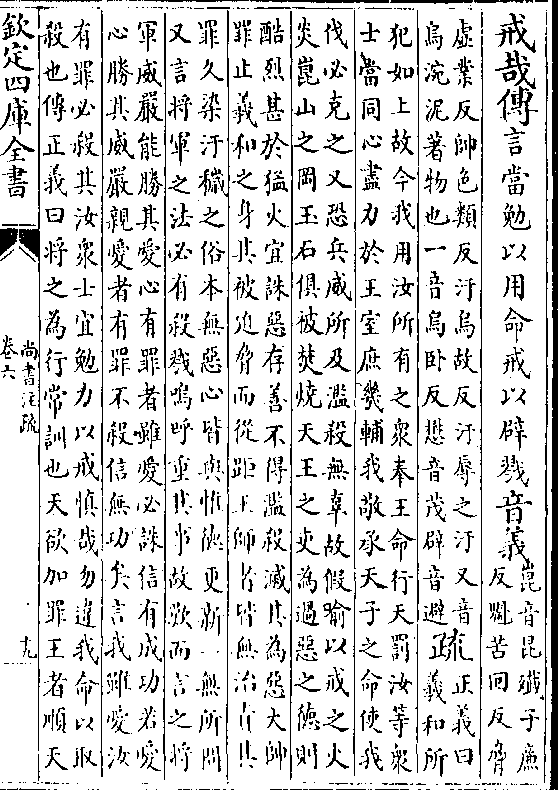 戒哉傳言當勉以用命戒以辟戮音義崑音昆殲子廉
反馘苦回反脅
虛業反帥色類反汙烏故反汙辱之汙又音
烏涴泥著物也一音烏卧反懋音茂辟音避疏正義曰
羲和所
犯如上故今我用汝所有之衆奉王命行天罰汝等衆
士當同心盡力於王室庶幾輔我敬承天子之命使我
伐必克之又恐兵威所及濫殺無辜故假喻以戒之火
炎崑山之岡玉石俱被焚燒天王之吏為過惡之德則
酷烈甚於猛火宜誅惡存善不得濫殺滅其為惡大帥
罪止羲和之身其被迫脅而從距王師者皆無治責其
罪久染汙穢之俗本無惡心皆與惟德更新一無所問
又言將軍之法必有殺戮嗚呼重其事故歎而言之將
軍威嚴能勝其愛心有罪者雖愛必誅信有成功若愛
心勝其威嚴親愛者有罪不殺信無功矣言我雖愛汝
有罪必殺其汝衆士宜勉力以戒慎哉勿違我命以取
殺也傳正義曰將之為行常訓也天欲加罪王者順天
欽定四庫全書
尚書注疏
卷六
十九